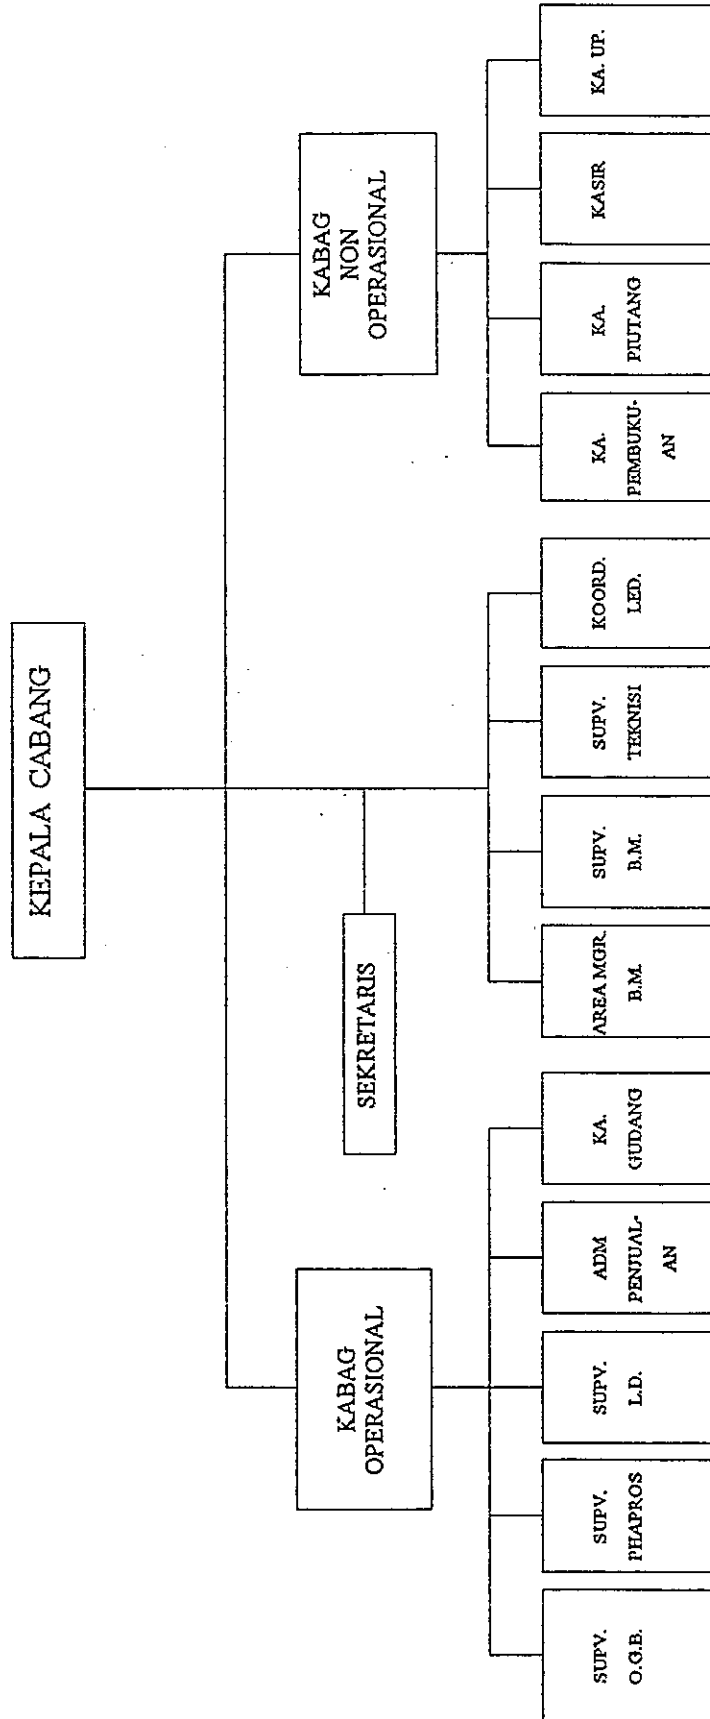 KEPALA CABANG
KABAG
OPERASIONAL
SEKRETARIS
KABAG
NON
OPERASIONAL
SUPV.
O.G.B.
SUPV.
PHAPROS
SUPV.
L.D.
ADM
PENJUAL-
AN
KA.
GUDANG
AREA MGR.
B.M.
SUPV.
B.M.
SUPV.
TEKNISI
KOORD.
LED.
KA.
PEMBUKU-
AN
KA.
PIUTANG
KASIR
KA. UP.